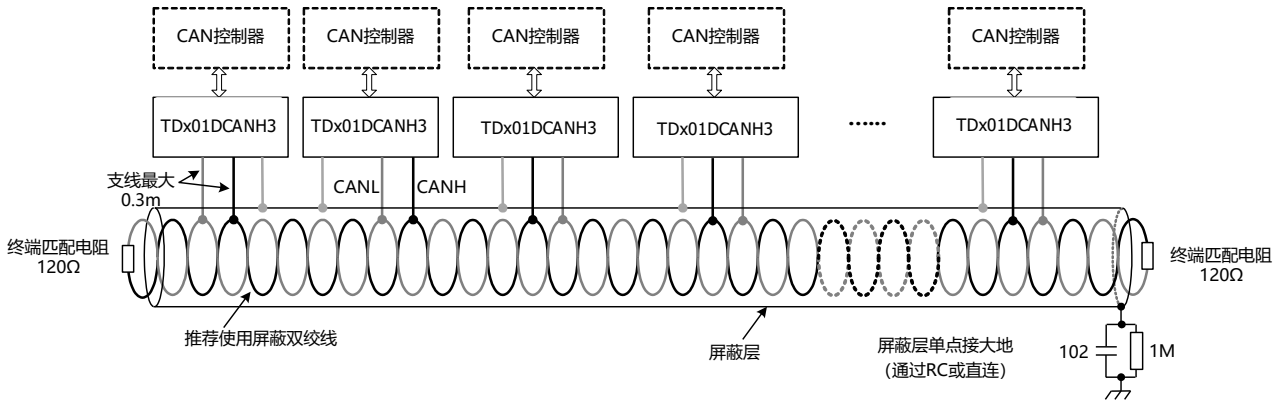 CAN控制器
CAN控制器
CAN控制器
CAN控制器
CAN控制器
TDx01DCANH3
TDx01DCANH3
TDx01DCANH3
TDx01DCANH3
......
TDx01DCANH3
支线最大
0.3m
CANL
CANH
终端匹配电阻
120Ω
终端匹配电阻
120Ω
推荐使用屏蔽双绞线
屏蔽层
屏蔽层单点接大地
（通过RC或直连）
102
1M